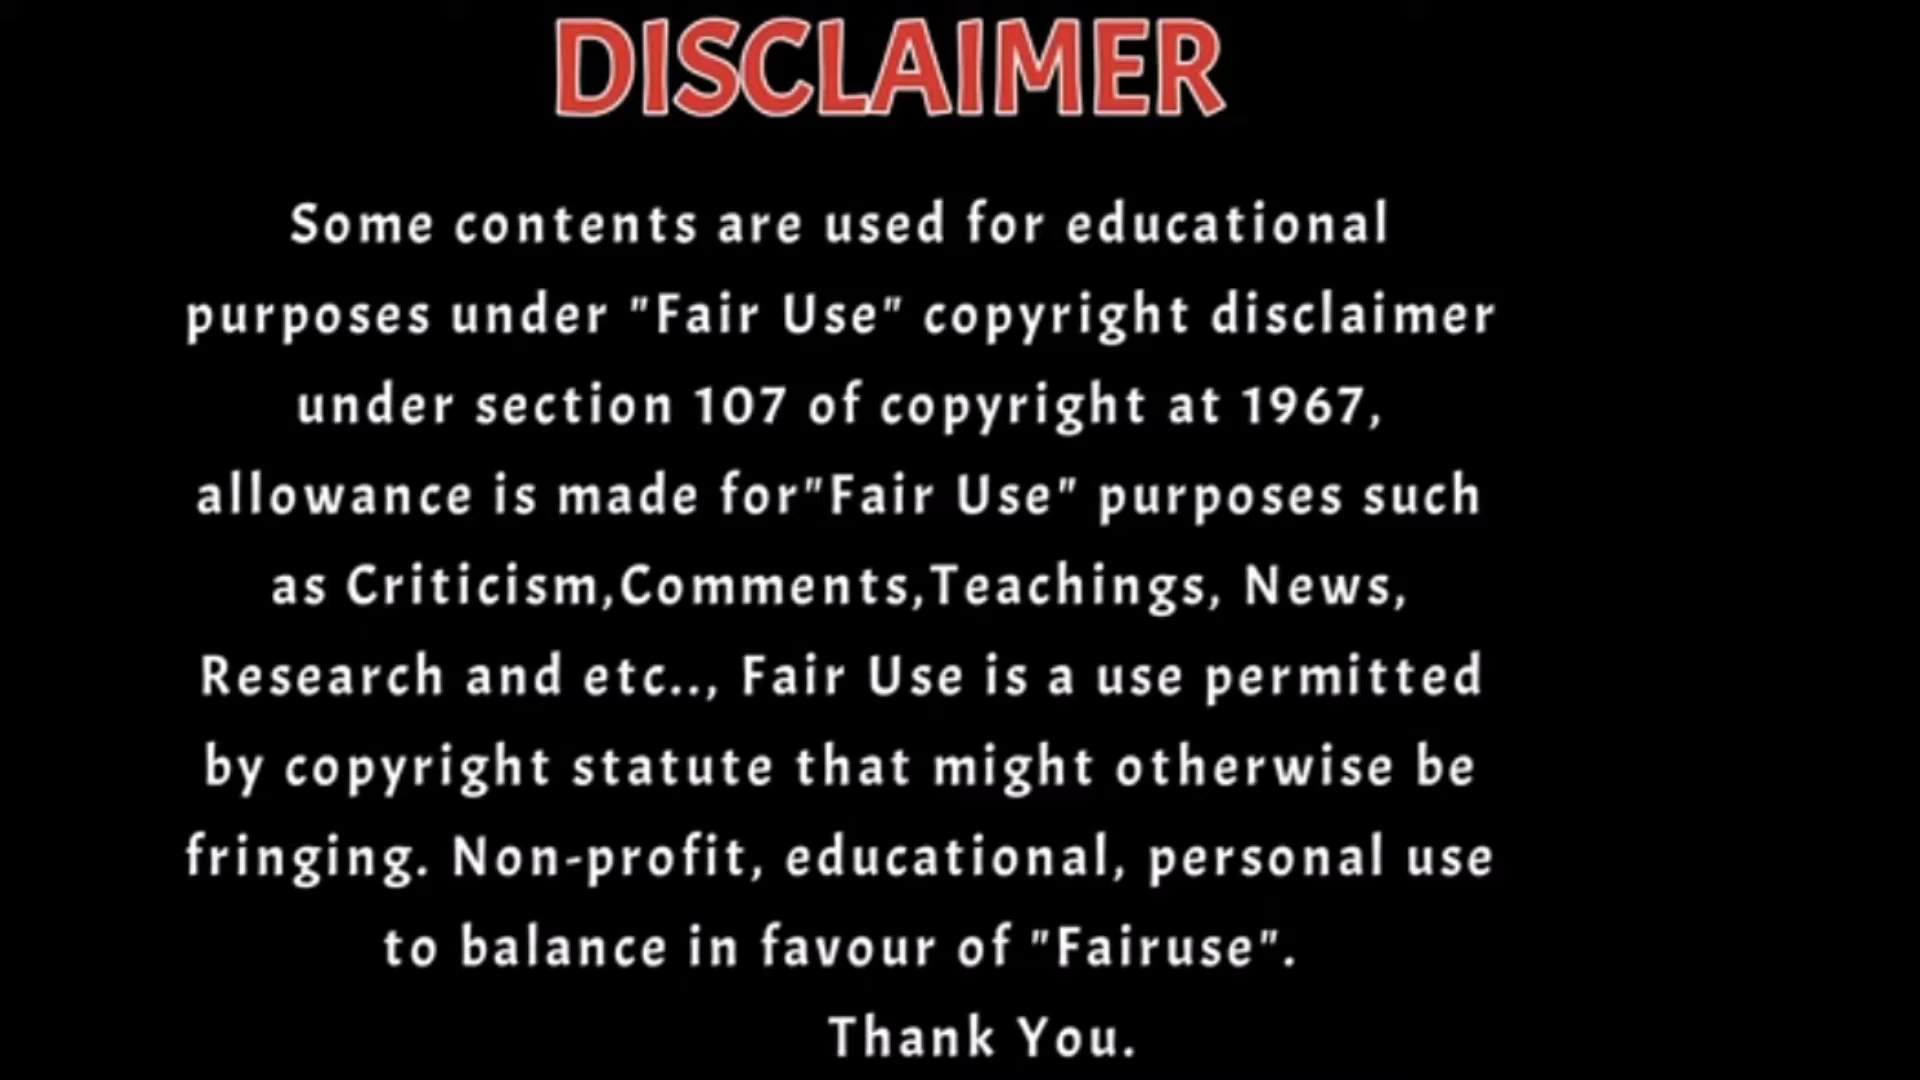 DISCLAIMER
Some contents are used for educational
purposes under "Fair Use" copyright disclaimer
under section 107 of copyright at 1967,
allowance is made for"Fair Use" purposes such
as Criticism,Comments,Teachings, News,
Research and etc.., Fair Use is a use permitted
by copyright statute that might otherwise be
fringing. Non-profit, educational, personal use
to balance in favour of "Fairuse".
Thank You.